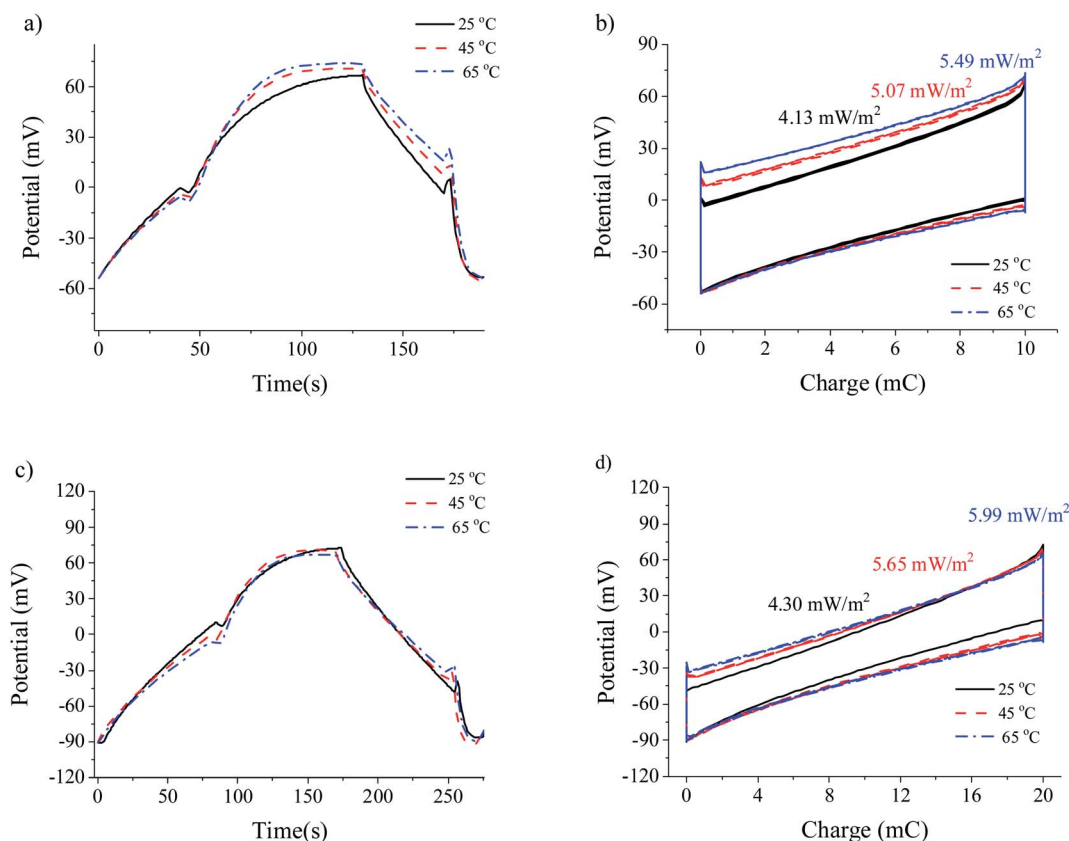 a)
25 °C
45 °C
65 °C
60
30
0
-30
-60
Potential (mV)
0
50
100
150
Time(s)
b)
90
60
30
0
-30
-60
Potential (mV)
5.49 mW/m²
5.07 mW/m²
4.13 mW/m²
25 °C
45 °C
65 °C
0
2
4
6
8
10
Charge (mC)
c)
25 °C
45 °C
65 °C
120
90
60
30
0
-30
-60
-90
-120
Potential (mV)
0
50
100
150
200
250
Time(s)
d)
120
90
60
30
0
-30
-60
-90
-120
Potential (mV)
5.99 mW/m²
5.65 mW/m²
4.30 mW/m²
25 °C
45 °C
65 °C
0
4
8
12
16
20
Charge (mC)